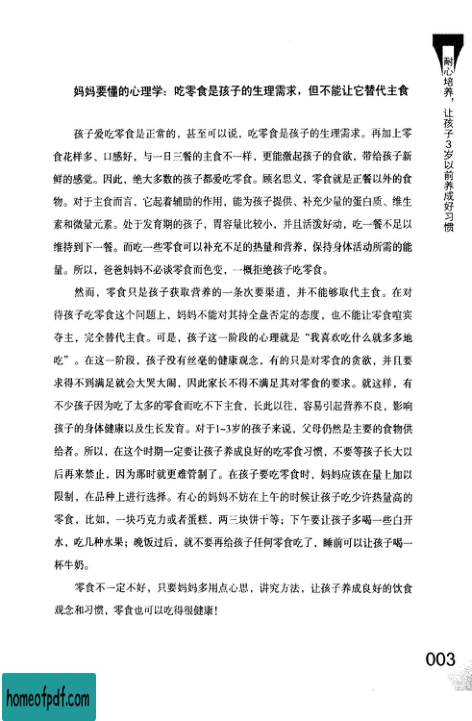 妈妈要懂的心理学：吃零食是孩子的生理需求，但不能让它替代主食
孩子爱吃零食是正常的，甚至可以说，吃零食是孩子的生理需求。再加上零
食花样多、口感好，与一日三餐的主食不一样，更能激起孩子的食欲，带给孩子新
鲜的感觉。因此，绝大多数的孩子都爱吃零食。顾名思义，零食就是正餐以外的食
物。对于主食而言，它起着辅助的作用，能为孩子提供、补充少量的蛋白质、维生
素和微量元素。处于发育期的孩子，胃容量比较小，并且活泼好动，吃一餐不足以
维持到下一餐。而吃一些零食可以补充不足的热量和营养，保持身体活动所需的能
量。所以，爸爸妈妈不必谈零食而色变，一概拒绝孩子吃零食。
然而，零食只是孩子获取营养的一条次要渠道，并不能够取代主食。在对
待孩子吃零食这个问题上，妈妈不能对其持全盘否定的态度，也不能让零食喧宾
夺主，完全替代主食。可是，孩子这一阶段的心理就是“我喜欢吃什么就多多地
吃”。在这一阶段，孩子没有丝毫的健康观念，有的只是对零食的贪欲，并且要
求得不到满足就会大哭大闹，因此家长不得不满足其对零食的要求。就这样，有
不少孩子因为吃了太多的零食而吃不下主食，长此以往，容易引起营养不良，影响
孩子的身体健康以及生长发育。对于1~3岁的孩子来说，父母仍然是主要的食物供
给者。所以，在这个时期一定要让孩子养成良好的吃零食习惯，不要等孩子长大以
后再来禁止，因为那时就更难管制了。在孩子要吃零食时，妈妈应该在量上加以
限制，在品种上进行选择。有心的妈妈不妨在上午的时候让孩子吃少许热量高的
零食，比如，一块巧克力或者蛋糕，两三块饼干等；下午要让孩子多喝一些白开
水，吃几种水果；晚饭过后，就不要再给孩子任何零食吃了，睡前可以让孩子喝一
杯牛奶。
零食不一定不好，只要妈妈多用点心思，讲究方法，让孩子养成良好的饮食
观念和习惯，零食也可以吃得很健康！
耐心培养，让孩子3岁以前养成好习惯
003
homeofpdf.com